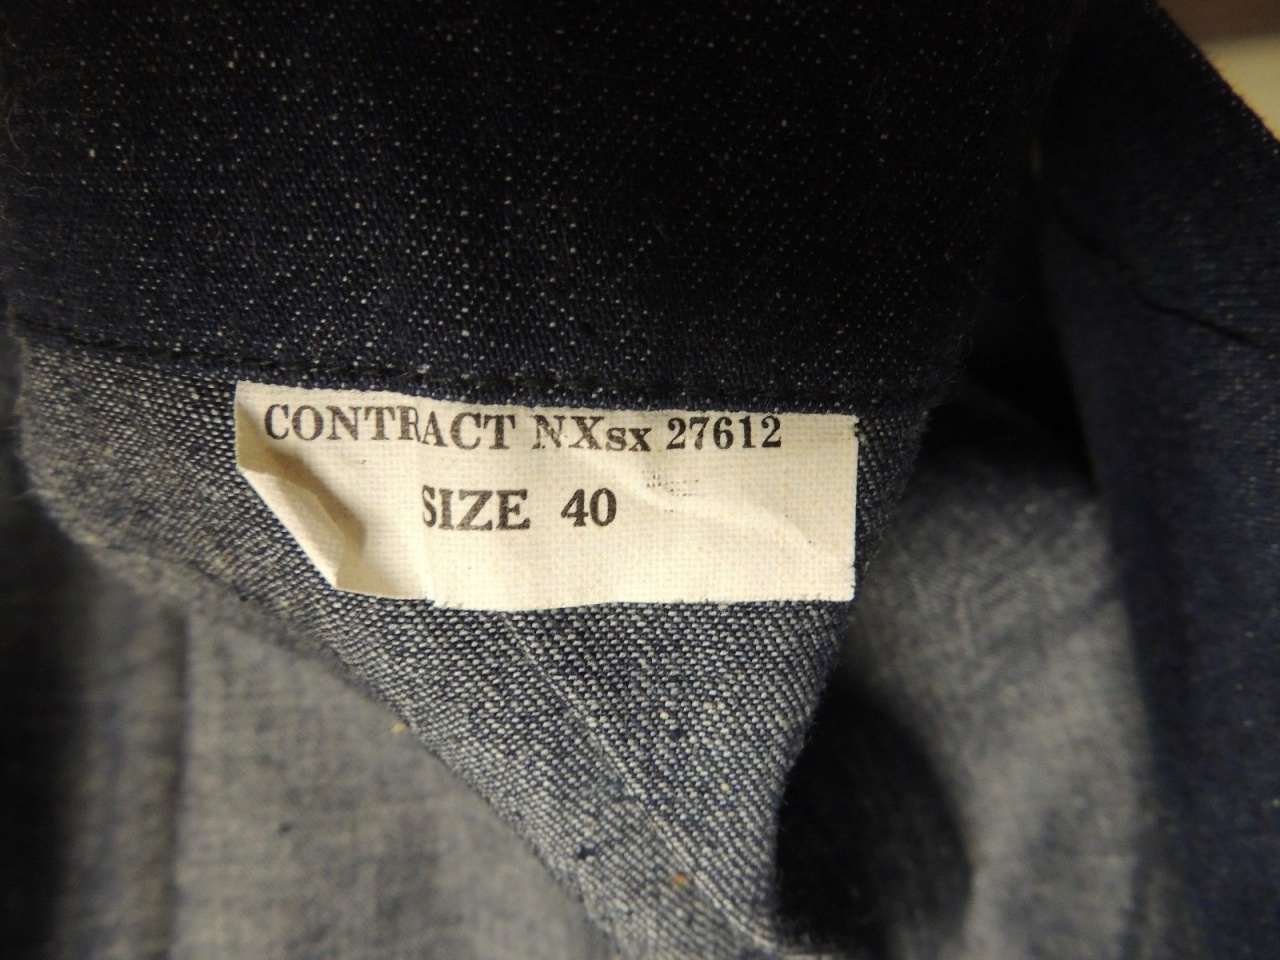 CONTRACT NXsx 27612
SIZE 40